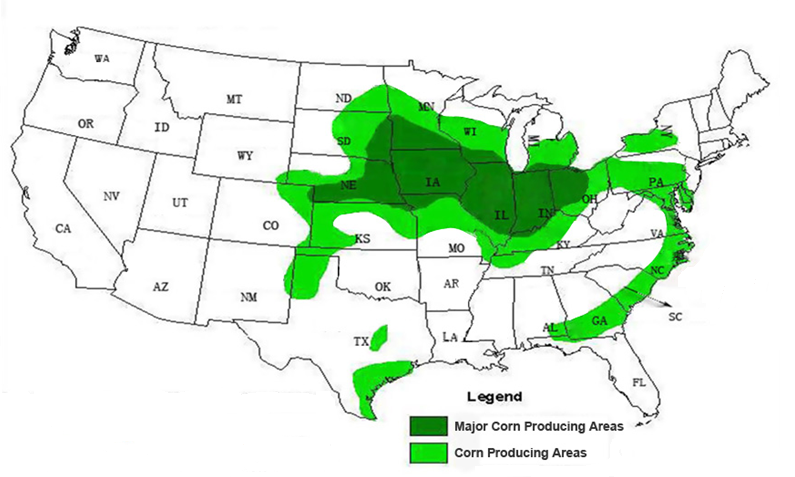 WA
MT
ND
MN
OR
ID
SD
WI
MI
NY
WY
NE
IA
PA
NV
UT
CO
IL
IN
OH
CA
KS
MO
KY
VA
AZ
NM
OK
AR
TN
NC
TX
LA
AL
GA
SC
FL
Legend
Major Corn Producing Areas
Corn Producing Areas